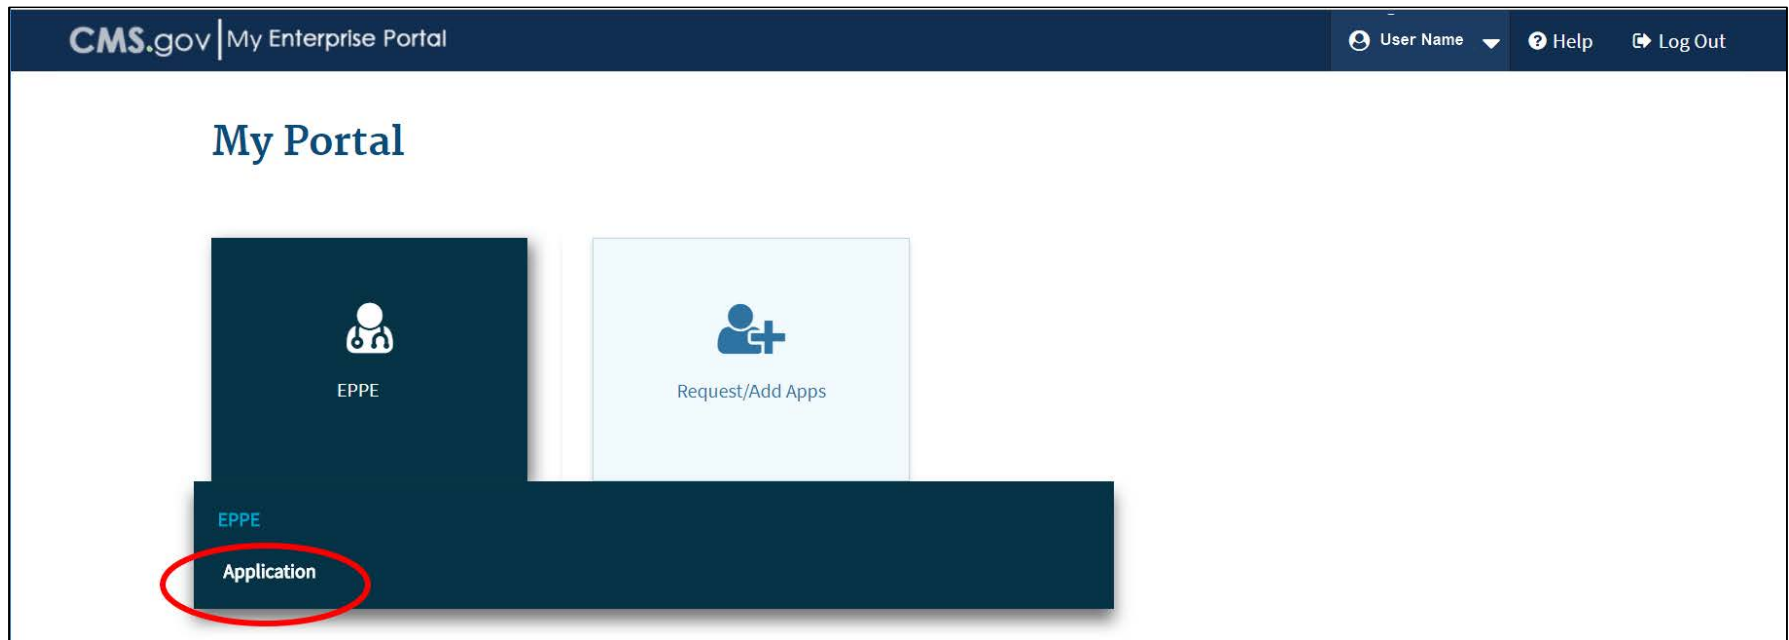 CMS.gov My Enterprise Portal User Name Help Log Out
My Portal
EPPE Request/Add Apps
EPPE
Application